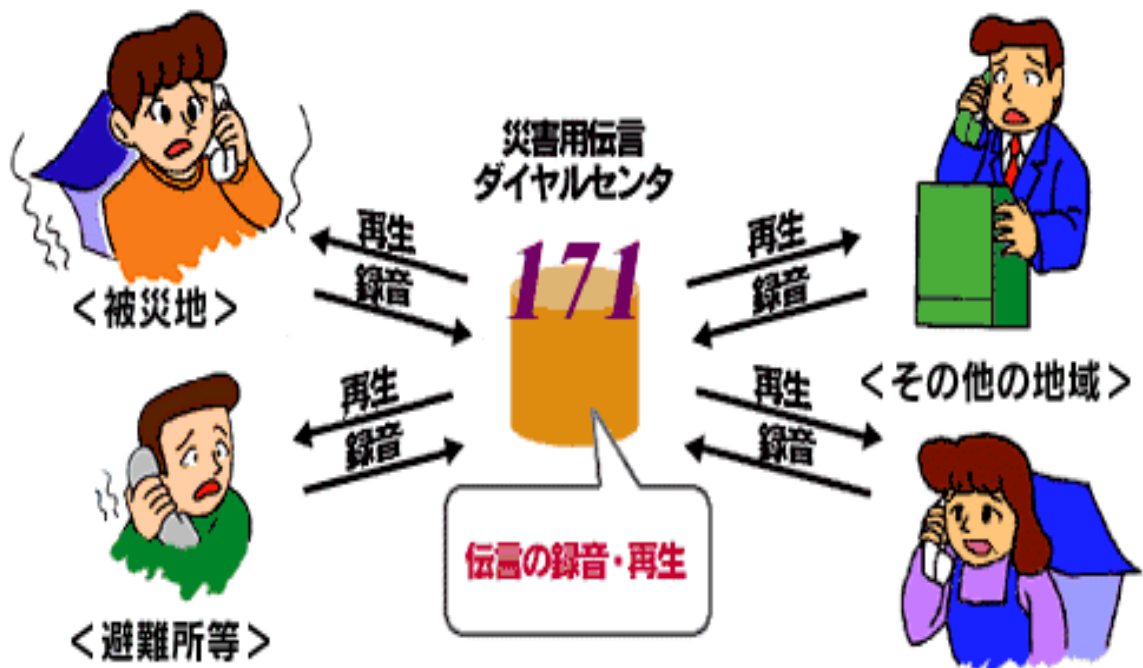 災害用伝言
ダイヤルセンタ
171
再生
録音
再生
録音
<被災地>
<その他の地域>
再生
録音
再生
録音
伝言の録音・再生
<避難所等>